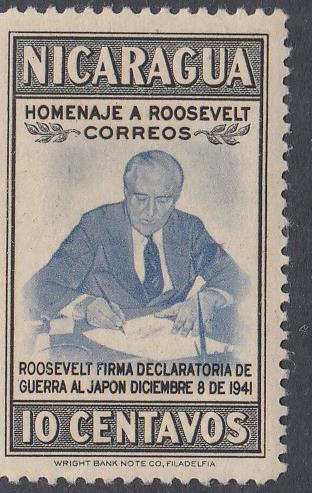 NICARAGUA
HOMENAJE A ROOSEVELT
CORREOS
ROOSEVELT FIRMA DECLARATORIA DE
GUERRA AL JAPON DICIEMBRE 8 DE 1941
10 CENTAVOS
WRIGHT BANK NOTE CO., FILADELFIA